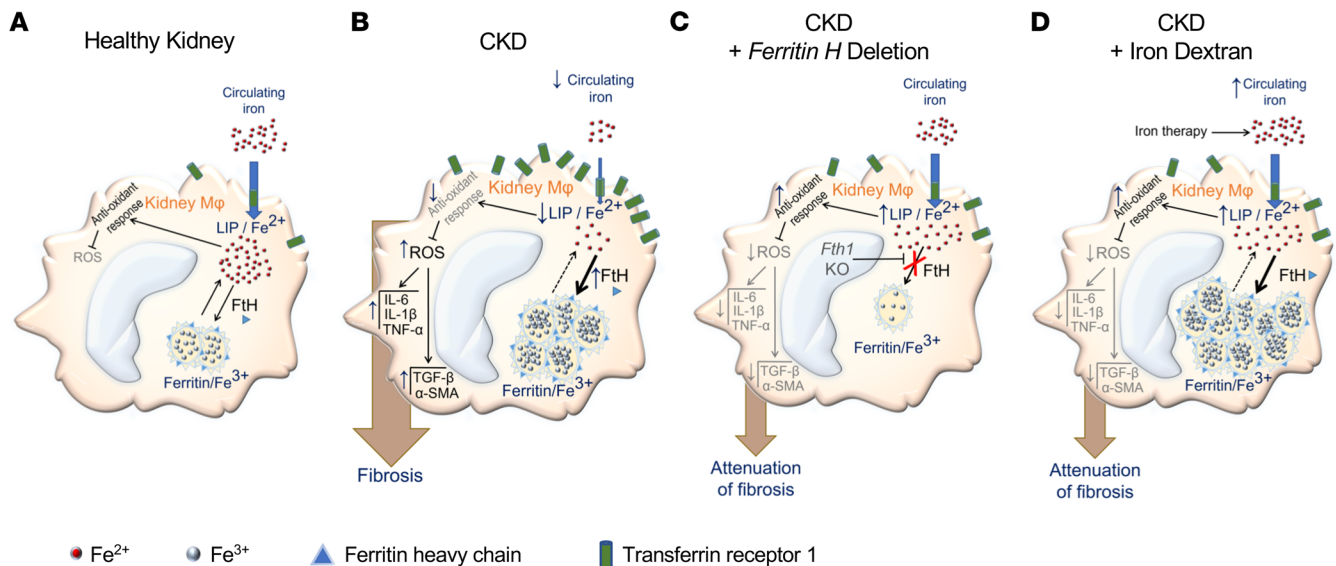 A
Healthy Kidney
Circulating
iron
Anti-oxidant
response
Kidney Mφ
LIP / Fe2+
ROS
FtH
Ferritin/Fe3+
B
CKD
↓ Circulating
iron
↓ Anti-oxidant
response
Kidney Mφ
↓LIP / Fe2+
↑ROS
↑FtH
↑ IL-6
IL-1β
TNF-α
↑ TGF-β
α-SMA
Ferritin/Fe3+
Fibrosis
C
CKD
+ Ferritin H Deletion
Circulating
iron
↑ Anti-oxidant
response
Kidney Mφ
↑LIP / Fe2+
↓ROS
Fth1
KO
FtH
↓ IL-6
IL-1β
TNF-α
↓ TGF-β
α-SMA
Ferritin/Fe3+
Attenuation
of fibrosis
D
CKD
+ Iron Dextran
↑Circulating
iron
Iron therapy
↑ Anti-oxidant
response
Kidney Mφ
↑LIP / Fe2+
↓ROS
FtH
↓ IL-6
IL-1β
TNF-α
↓ TGF-β
α-SMA
Ferritin/Fe3+
Attenuation
of fibrosis
Fe2+
Fe3+
Ferritin heavy chain
Transferrin receptor 1